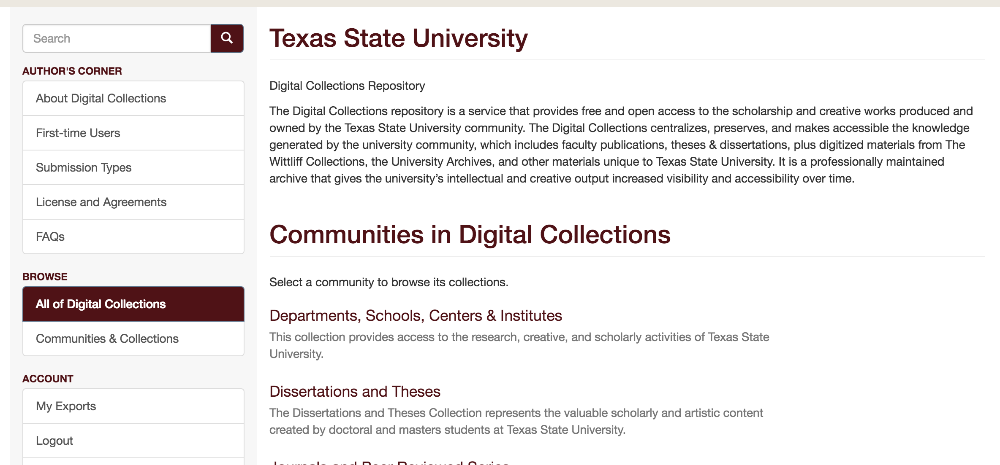 Search
AUTHOR'S CORNER
About Digital Collections
First-time Users
Submission Types
License and Agreements
FAQs
BROWSE
All of Digital Collections
Communities & Collections
ACCOUNT
My Exports
Logout
Texas State University
Digital Collections Repository
The Digital Collections repository is a service that provides free and open access to the scholarship and creative works produced and
owned by the Texas State University community. The Digital Collections centralizes, preserves, and makes accessible the knowledge
generated by the university community, which includes faculty publications, theses & dissertations, plus digitized materials from The
Wittliff Collections, the University Archives, and other materials unique to Texas State University. It is a professionally maintained
archive that gives the university’s intellectual and creative output increased visibility and accessibility over time.
Communities in Digital Collections
Select a community to browse its collections.
Departments, Schools, Centers & Institutes
This collection provides access to the research, creative, and scholarly activities of Texas State
University.
Dissertations and Theses
The Dissertations and Theses Collection represents the valuable scholarly and artistic content
created by doctoral and masters students at Texas State University.
Journals and Peer Reviewed Series